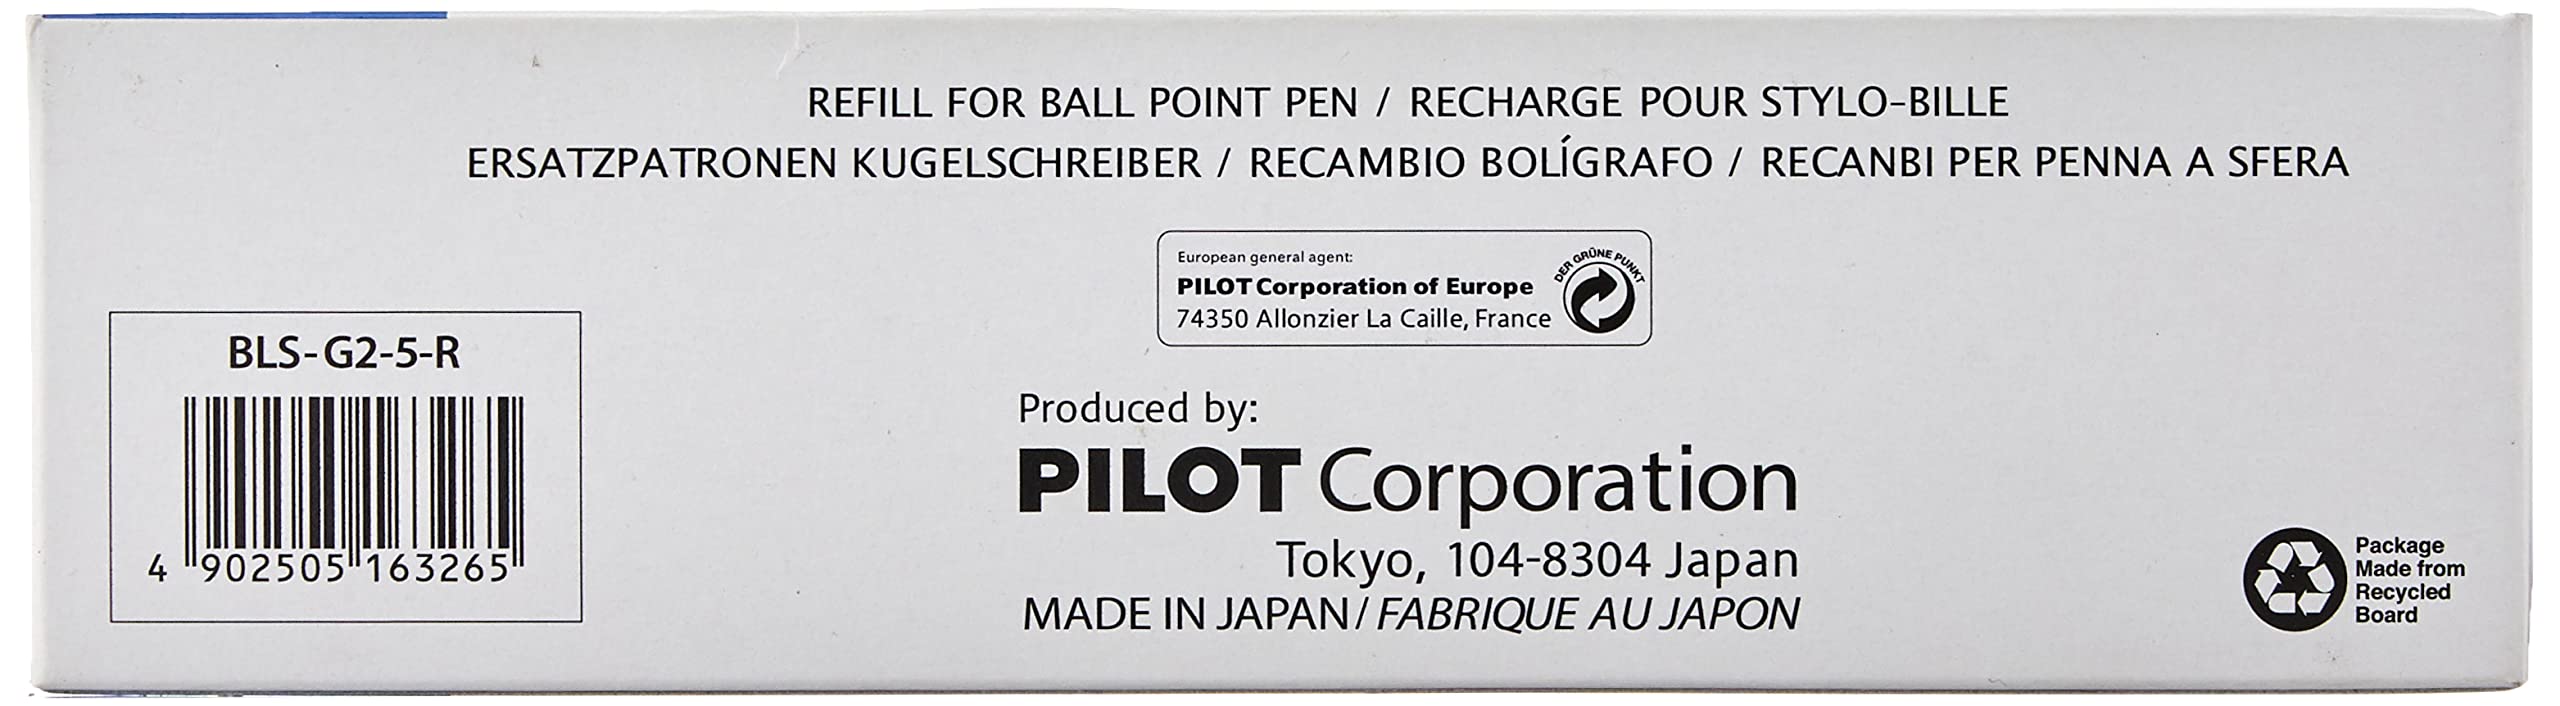 REFILL FOR BALL POINT PEN / RECHARGE POUR STYLO-BILLE
ERSATZPATRONEN KUGELSCHREIBER / RECAMBIO BOLÍGRAFO / RECANBI PER PENNA A SFERA
European general agent:
PILOT Corporation of Europe
74350 Allonzier La Caille, France
DER GRÜNE PUNKT
BLS-G2-5-R
4 902505 163265
Produced by:
PILOT Corporation
Tokyo, 104-8304 Japan
MADE IN JAPAN/FABRIQUE AU JAPON
Package
Made from
Recycled
Board